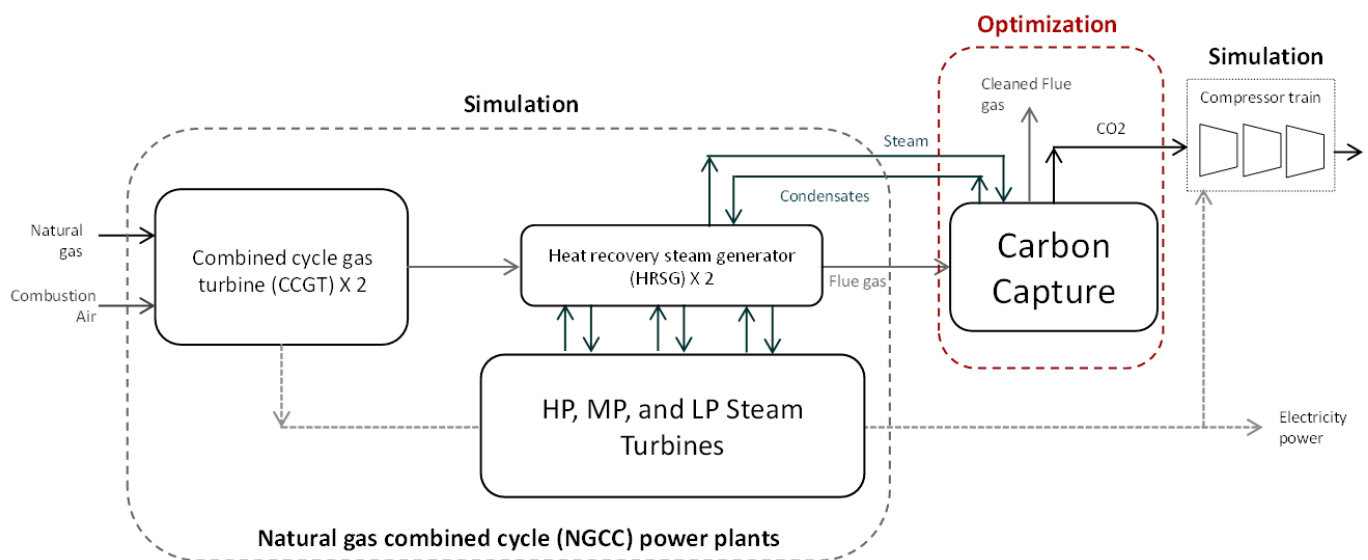 Optimization
Simulation
Cleaned Flue
gas
Compressor train
Simulation
CO2
Steam
Condensates
Natural
gas
Combustion
Air
Combined cycle gas
turbine (CCGT) X 2
Heat recovery steam generator
(HRSG) X 2
Flue gas
Carbon
Capture
HP, MP, and LP Steam
Turbines
Electricity
power
Natural gas combined cycle (NGCC) power plants